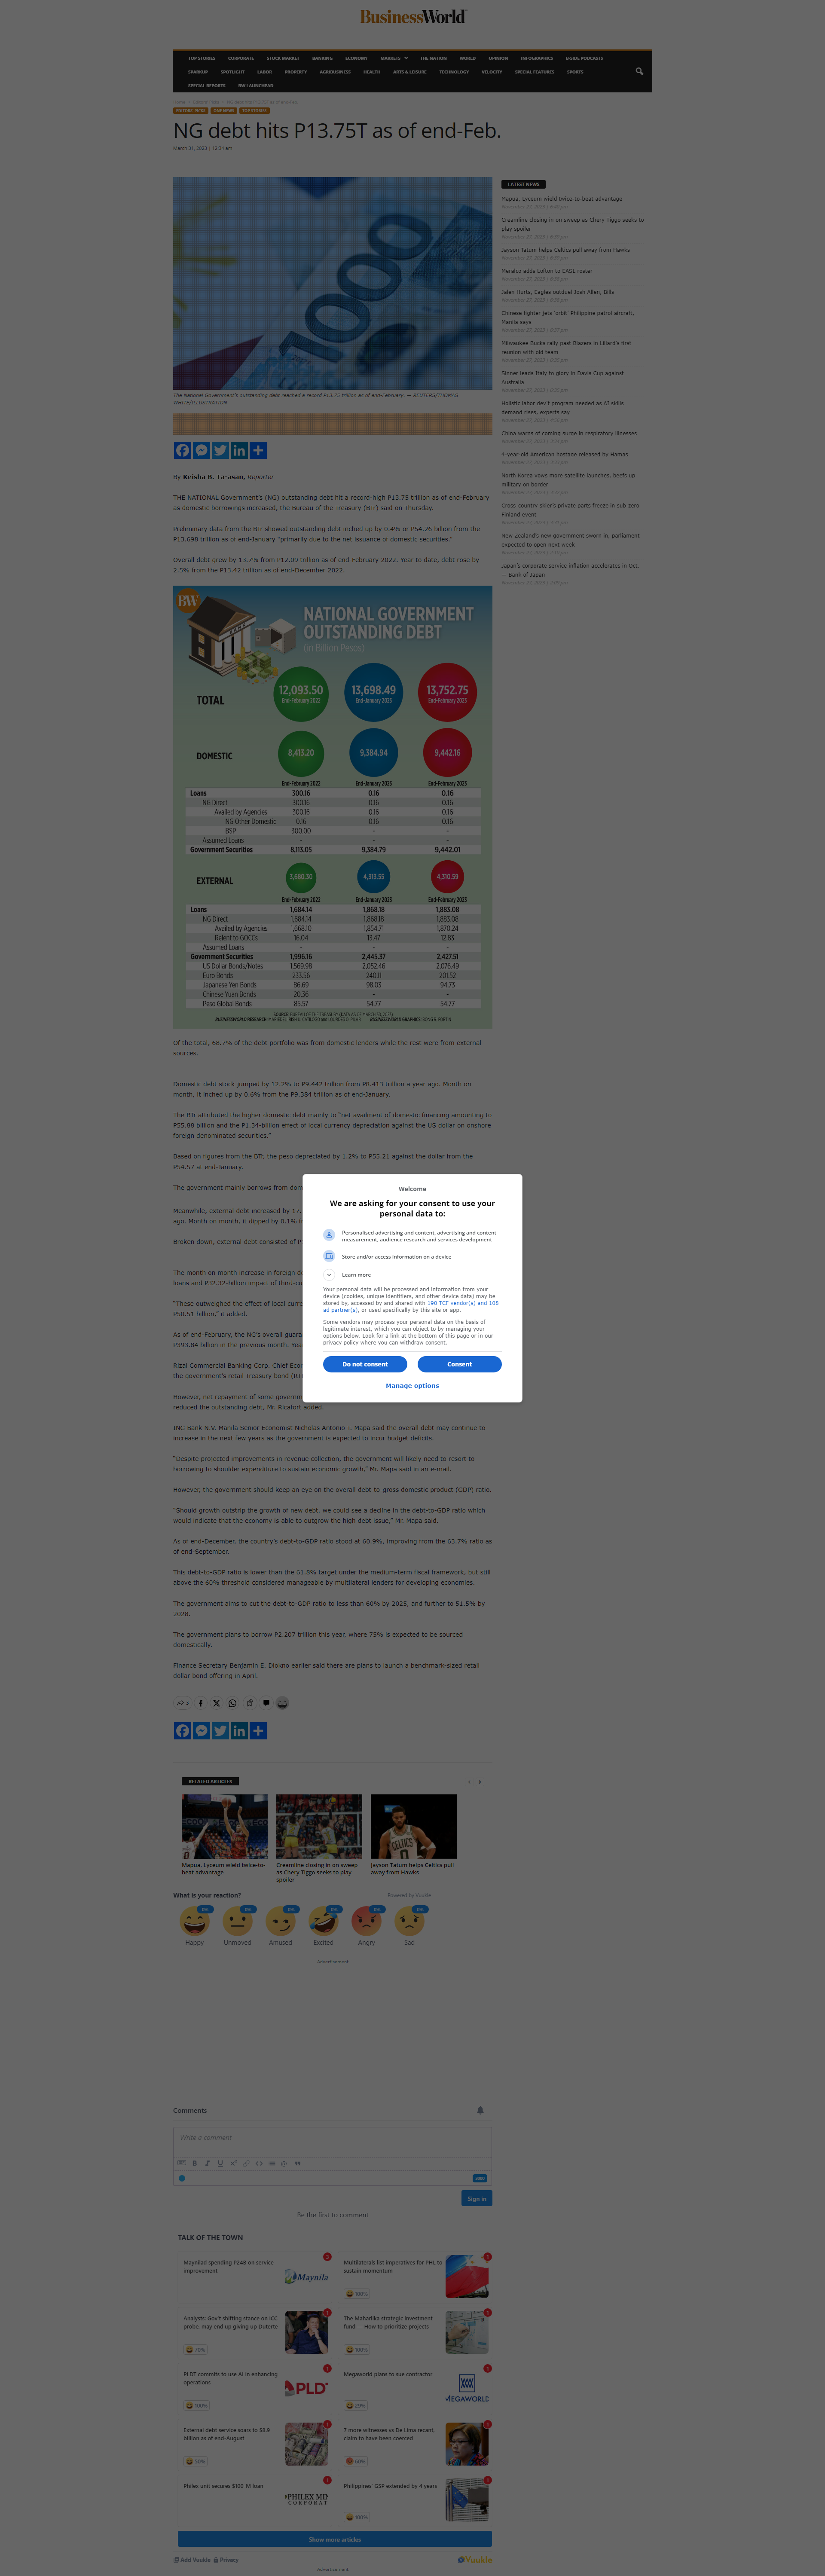 BusinessWorld
TOP STORIES CORPORATE STOCK MARKET BANKING ECONOMY MARKETS THE NATION WORLD OPINION INFOGRAPHICS B-SIDE PODCASTS
SPARKUP SPOTLIGHT LABOR PROPERTY AGRIBUSINESS HEALTH ARTS & LEISURE TECHNOLOGY VELOCITY SPECIAL FEATURES SPORTS
SPECIAL REPORTS BW LAUNCHPAD
EDITORS' PICKS ONE NEWS TOP STORIES
NG debt hits P13.75T as of end-Feb.
March 31, 2023 | 12:34 am
The National Government's outstanding debt reached a record P13.75 trillion as of end-February. — REUTERS/THOMAS
WHITE/ILLUSTRATION
By Keisha B. Ta-asan, Reporter
THE NATIONAL Government's (NG) outstanding debt hit a record-high P13.75 trillion as of end-February
as domestic borrowings increased, the Bureau of the Treasury (BTr) said on Thursday.
Preliminary data from the BTr showed outstanding debt inched up by 0.4% or P54.26 billion from the
P13.698 trillion as of end-January "primarily due to the net issuance of domestic securities."
Overall debt grew by 13.7% from P12.09 trillion as of end-February 2022. Year to date, debt rose by
2.5% from the P13.42 trillion as of end-December 2022.
BW
NATIONAL GOVERNMENT
OUTSTANDING DEBT
(in Billion Pesos)
TOTAL
12,093.50 End-February 2022
13,698.49 End-January 2023
13,752.75 End-February 2023
DOMESTIC
8,413.20 9,384.94 9,442.16
End-February 2022 End-January 2023 End-February 2023
Loans 300.16 0.16 0.16
NG Direct 300.16 0.16 0.16
Availed by Agencies 300.16 0.16 0.16
NG Other Domestic 0.16 0.16 0.16
BSP 300.00 - -
Assumed Loans - - -
Government Securities 8,113.05 9,384.79 9,442.01
EXTERNAL
3,680.30 4,313.55 4,310.59
End-February 2022 End-January 2023 End-February 2023
Loans 1,684.14 1,868.18 1,883.08
NG Direct 1,684.14 1,868.18 1,883.08
Availed by Agencies 1,668.10 1,854.71 1,870.24
Relent to GOCCs 16.04 13.47 12.83
Assumed Loans - - -
Government Securities 1,996.16 2,445.37 2,427.51
US Dollar Bonds/Notes 1,569.98 2,052.46 2,076.49
Euro Bonds 233.56 240.11 201.52
Japanese Yen Bonds 86.69 98.03 94.73
Chinese Yuan Bonds 20.36 - -
Peso Global Bonds 85.57 54.77 54.77
Of the total, 68.7% of the debt portfolio was from domestic lenders while the rest were from external
sources.
Domestic debt stock jumped by 12.2% to P9.442 trillion from P8.413 trillion a year ago. Month on
month, it inched up by 0.6% from the P9.384 trillion as of end-January.
The BTr attributed the higher domestic debt mainly to "net availment of domestic financing amounting to
P55.88 billion and the P1.34-billion effect of local currency depreciation against the US dollar on onshore
foreign denominated securities."
Based on figures from the BTr, the peso depreciated by 1.2% to P55.21 against the dollar from the
P54.57 at end-January.
The government mainly borrows from dom
Meanwhile, external debt increased by 17.
ago. Month on month, it dipped by 0.1% f
Broken down, external debt consisted of P
The month on month increase in foreign d
loans and P32.32-billion impact of third-cu
"These outweighed the effect of local curre
P50.51 billion," it added.
As of end-February, the NG's overall guara
P393.84 billion in the previous month. Yea
Rizal Commercial Banking Corp. Chief Econ
the government's retail Treasury bond (RT
However, net repayment of some governm
reduced the outstanding debt, Mr. Ricafort added.
ING Bank N.V. Manila Senior Economist Nicholas Antonio T. Mapa said the overall debt may continue to
increase in the next few years as the government is expected to incur budget deficits.
"Despite projected improvements in revenue collection, the government will likely need to resort to
borrowing to shoulder expenditure to sustain economic growth," Mr. Mapa said in an e-mail.
However, the government should keep an eye on the overall debt-to-gross domestic product (GDP) ratio.
"Should growth outstrip the growth of new debt, we could see a decline in the debt-to-GDP ratio which
would indicate that the economy is able to outgrow the high debt issue," Mr. Mapa said.
As of end-December, the country's debt-to-GDP ratio stood at 60.9%, improving from the 63.7% ratio as
of end-September.
This debt-to-GDP ratio is lower than the 61.8% target under the medium-term fiscal framework, but still
above the 60% threshold considered manageable by multilateral lenders for developing economies.
The government aims to cut the debt-to-GDP ratio to less than 60% by 2025, and further to 51.5% by
2028.
The government plans to borrow P2.207 trillion this year, where 75% is expected to be sourced
domestically.
Finance Secretary Benjamin E. Diokno earlier said there are plans to launch a benchmark-sized retail
dollar bond offering in April.
3
Welcome
We are asking for your consent to use your
personal data to:
Personalised advertising and content, advertising and content
measurement, audience research and services development
Store and/or access information on a device
Learn more
Your personal data will be processed and information from your
device (cookies, unique identifiers, and other device data) may be
stored by, accessed by and shared with 190 TCF vendor(s) and 108
ad partner(s), or used specifically by this site or app.
Some vendors may process your personal data on the basis of
legitimate interest, which you can object to by managing your
options below. Look for a link at the bottom of this page or in our
privacy policy where you can withdraw consent.
Do not consent Consent
Manage options
LATEST NEWS
Mapua, Lyceum wield twice-to-beat advantage
Creamline closing in on sweep as Chery Tiggo seeks to
play spoiler
Jayson Tatum helps Celtics pull away from Hawks
Meralco adds Lofton to EASL roster
Jalen Hurts, Eagles outduel Josh Allen, Bills
Chinese fighter jets 'orbit' Philippine patrol aircraft,
Manila says
Milwaukee Bucks rally past Blazers in Lillard's first
reunion with old team
Sinner leads Italy to glory in Davis Cup against
Australia
Holistic labor dev't program needed as AI skills
demand rises, experts say
China warns of coming surge in respiratory illnesses
4-year-old American hostage released by Hamas
North Korea vows more satellite launches, beefs up
military on border
Cross-country skier's private parts freeze in sub-zero
Finland event
New Zealand's new government sworn in, parliament
expected to open next week
Japan's corporate service inflation accelerates in Oct.
— Bank of Japan
RELATED ARTICLES
Mapua, Lyceum wield twice-to-
beat advantage
Creamline closing in on sweep
as Chery Tiggo seeks to play
spoiler
Jayson Tatum helps Celtics pull
away from Hawks
What is your reaction?
Powered by Vuukle
0% 0% 0% 0% 0% 0%
Happy Unmoved Amused Excited Angry Sad
Advertisement
Comments
Write a comment
Sign in
Be the first to comment
TALK OF THE TOWN
Maynilad spending P24B on service
improvement
Multilaterals list imperatives for PHL to
sustain momentum
100%
Analysts: Gov't shifting stance on ICC
probe, may end up giving up Duterte
The Maharlika strategic investment
fund — How to prioritize projects
PLDT commits to use AI in enhancing
operations
100%
Megaworld plans to sue contractor
External debt service soars to $8.9
billion as of end-August
50%
7 more witnesses vs De Lima recant,
claim to have been coerced
Philex unit secures $100-M loan
Philippines' GSP extended by 4 years
Show more articles
Add Vuukle Privacy
Vuukle
Advertisement